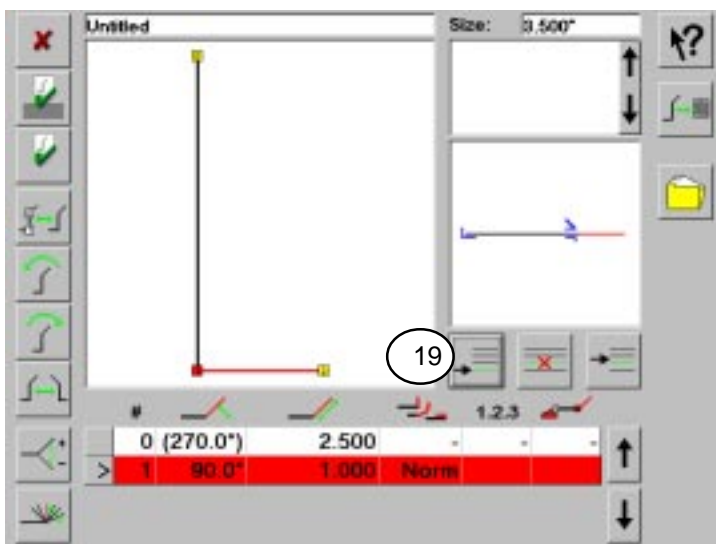 Untitled
Size: 3.500"
19
# 1.2.3
0 (270.0°) 2.500 - - -
> 1 90.0° 1.000 Norm